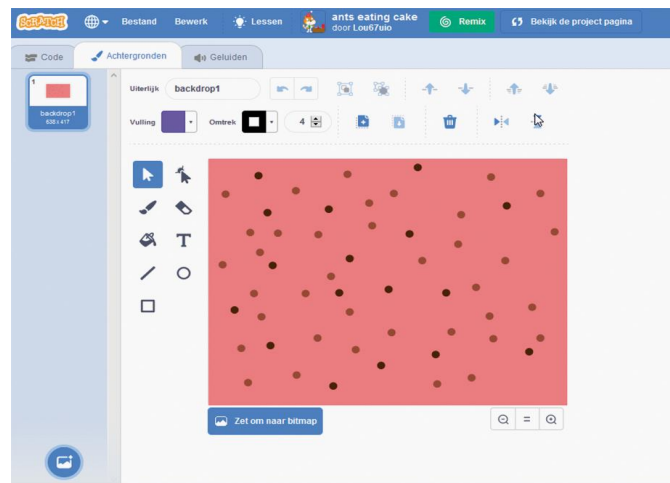 SCRATCH Bestand Bewerk Lessen ants eating cake Remix Bekijk de project pagina
door Lou67uio
Code Achtergronden Geluiden
1
backdrop1
Uiterlijk backdrop1
Vulling Omtrek 4
Zet om naar bitmap